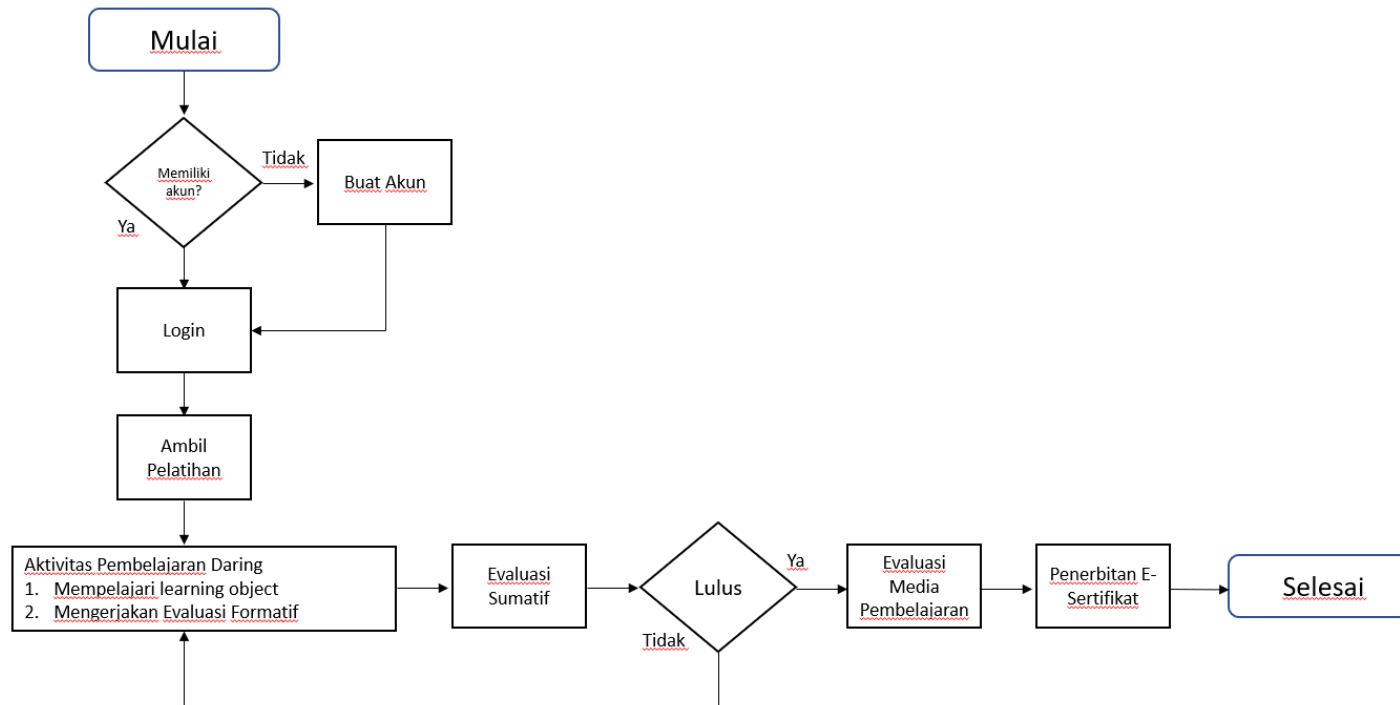 Mulai
Memiliki
akun?
Tidak
Buat Akun
Ya
Login
Ambil
Pelatihan
Aktivitas Pembelajaran Daring
1. Mempelajari learning object
2. Mengerjakan Evaluasi Formatif
Evaluasi
Sumatif
Lulus
Ya
Tidak
Evaluasi
Media
Pembelajaran
Penerbitan E-
Sertifikat
Selesai